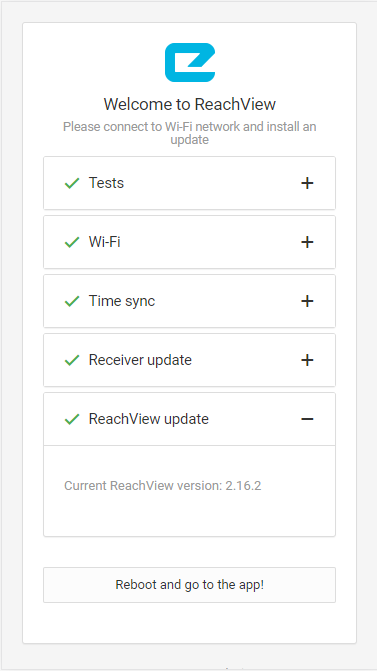 Welcome to ReachView
Please connect to Wi-Fi network and install an
update
Tests
Wi-Fi
Time sync
Receiver update
ReachView update
Current ReachView version: 2.16.2
Reboot and go to the app!